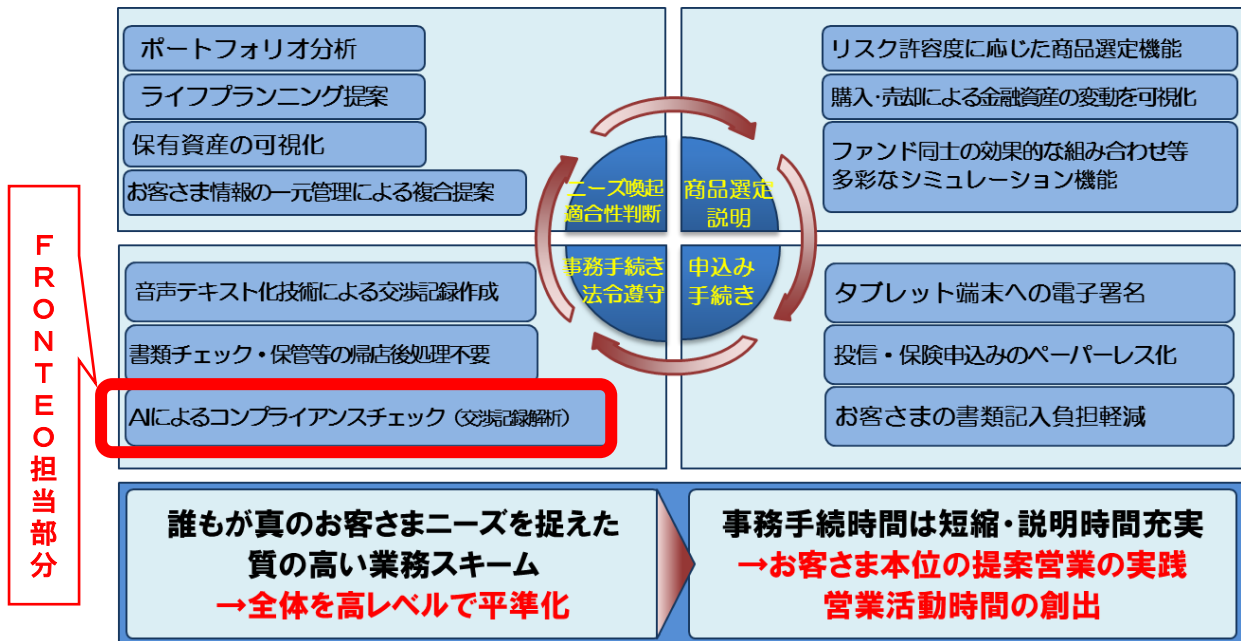 ポートフォリオ分析
ライフプランニング提案
保有資産の可視化
お客さま情報の一元管理による複合提案
リスク許容度に応じた商品選定機能
購入・売却による金融資産の変動を可視化
ファンド同士の効果的な組み合わせ等
多彩なシミュレーション機能
ニーズ喚起
適合性判断
商品選定
説明
事務手続き
法令遵守
申込み
手続き
音声テキスト化技術による交渉記録作成
書類チェック・保管等の帰店後処理不要
AIによるコンプライアンスチェック（交渉記録解析）
タブレット端末への電子署名
投信・保険申込みのペーパーレス化
お客さまの書類記入負担軽減
FRONTEO担当部分
誰もが真のお客さまニーズを捉えた
質の高い業務スキーム
→全体を高レベルで平準化
事務手続時間は短縮・説明時間充実
→お客さま本位の提案営業の実践
営業活動時間の創出